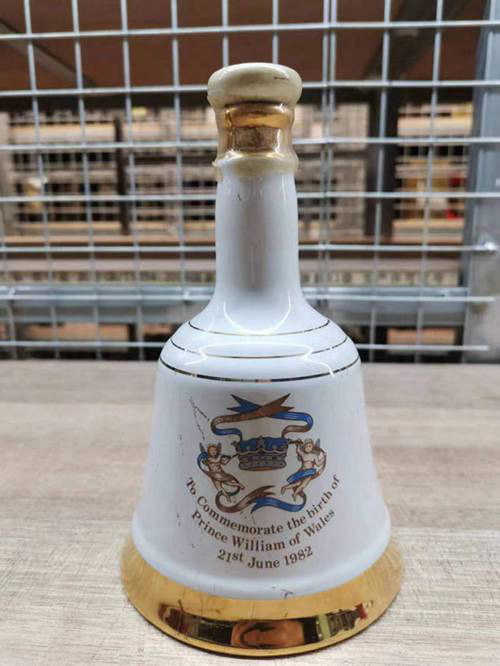 To Commemorate the birth of
Prince William of Wales
21st June 1982